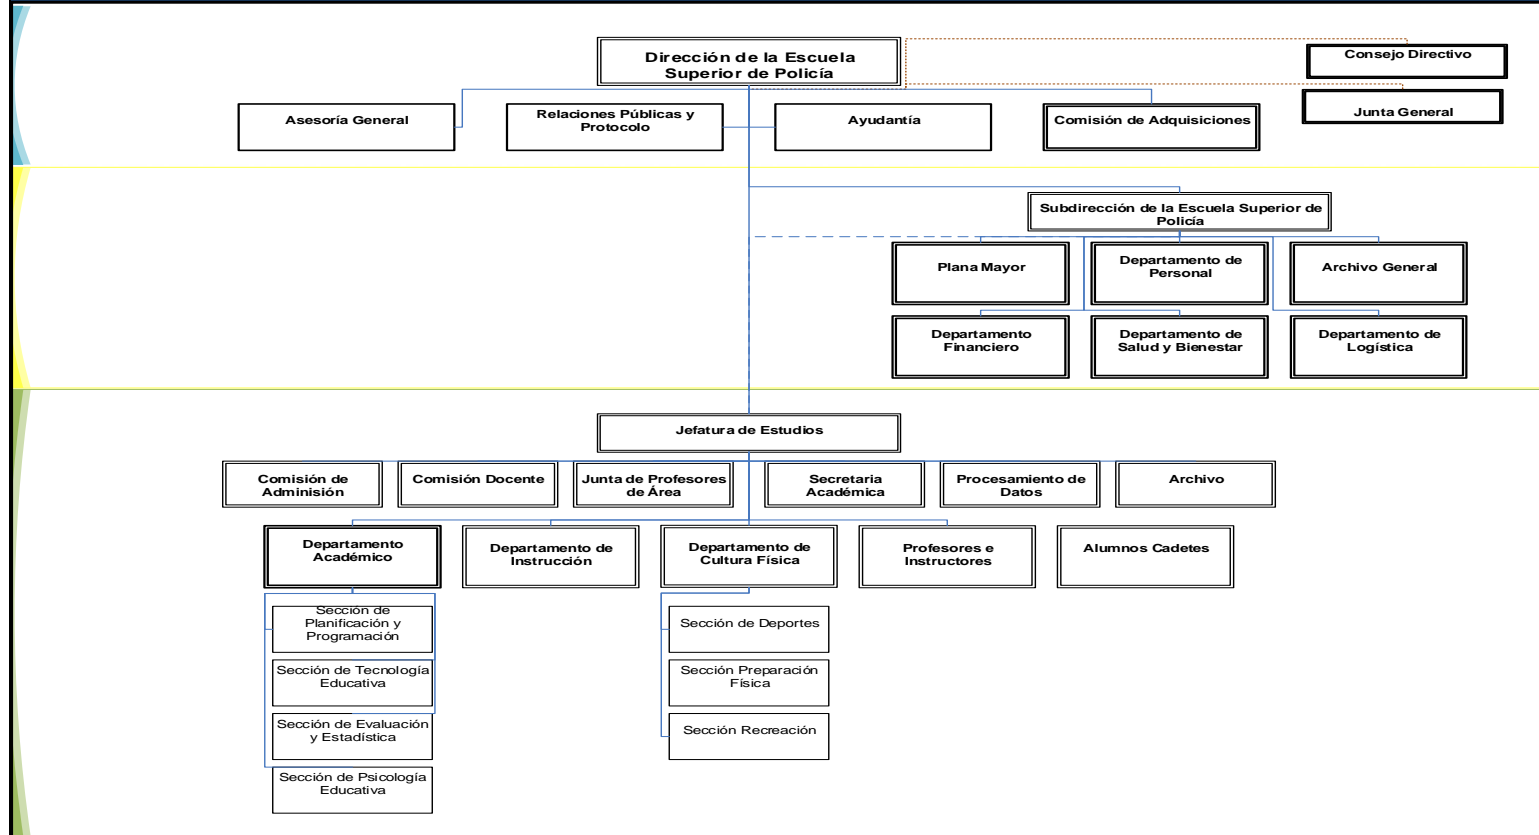 Dirección de la Escuela
Superior de Policía
Consejo Directivo
Junta General
Asesoría General
Relaciones Públicas y
Protocolo
Ayudantía
Comisión de Adquisiciones
Subdirección de la Escuela Superior de
Policía
Plana Mayor
Departamento de
Personal
Archivo General
Departamento
Financiero
Departamento de
Salud y Bienestar
Departamento de
Logística
Jefatura de Estudios
Comisión de
Adminisión
Comisión Docente
Junta de Profesores
de Área
Secretaria
Académica
Procesamiento de
Datos
Archivo
Departamento
Académico
Departamento de
Instrucción
Departamento de
Cultura Física
Profesores e
Instructores
Alumnos Cadetes
Sección de
Planificación y
Programación
Sección de Tecnología
Educativa
Sección de Evaluación
y Estadística
Sección de Psicología
Educativa
Sección de Deportes
Sección Preparación
Física
Sección Recreación